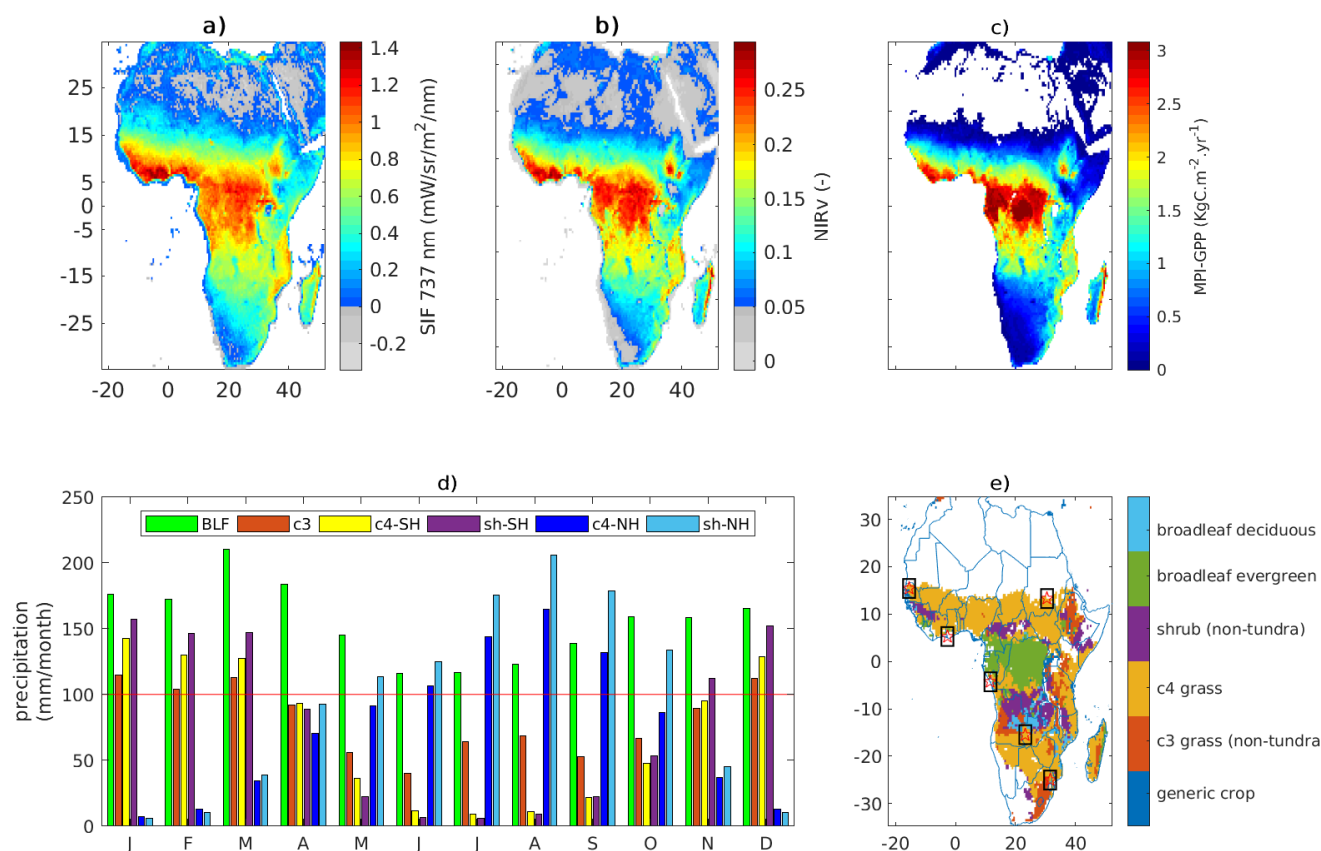 a)
b)
c)
25
15
5
0
-5
-15
-25
-20
0
20
40
1.4
1.2
1
0.8
0.6
0.4
0.2
0
-0.2
SIF 737 nm (mW/sr/m²/nm)
-20
0
20
40
0.25
0.2
0.15
0.1
0.05
0
NIRv (-)
3
2.5
2
1.5
1
0.5
0
MPI-GPP (KgC.m⁻².yr⁻¹)
d)
250
200
150
100
50
0
precipitation
(mm/month)
BLF
c3
c4-SH
sh-SH
c4-NH
sh-NH
J
F
M
A
M
J
J
A
S
O
N
D
e)
30
20
10
0
-10
-20
-30
-20
0
20
40
broadleaf deciduous
broadleaf evergreen
shrub (non-tundra)
c4 grass
c3 grass (non-tundra
generic crop